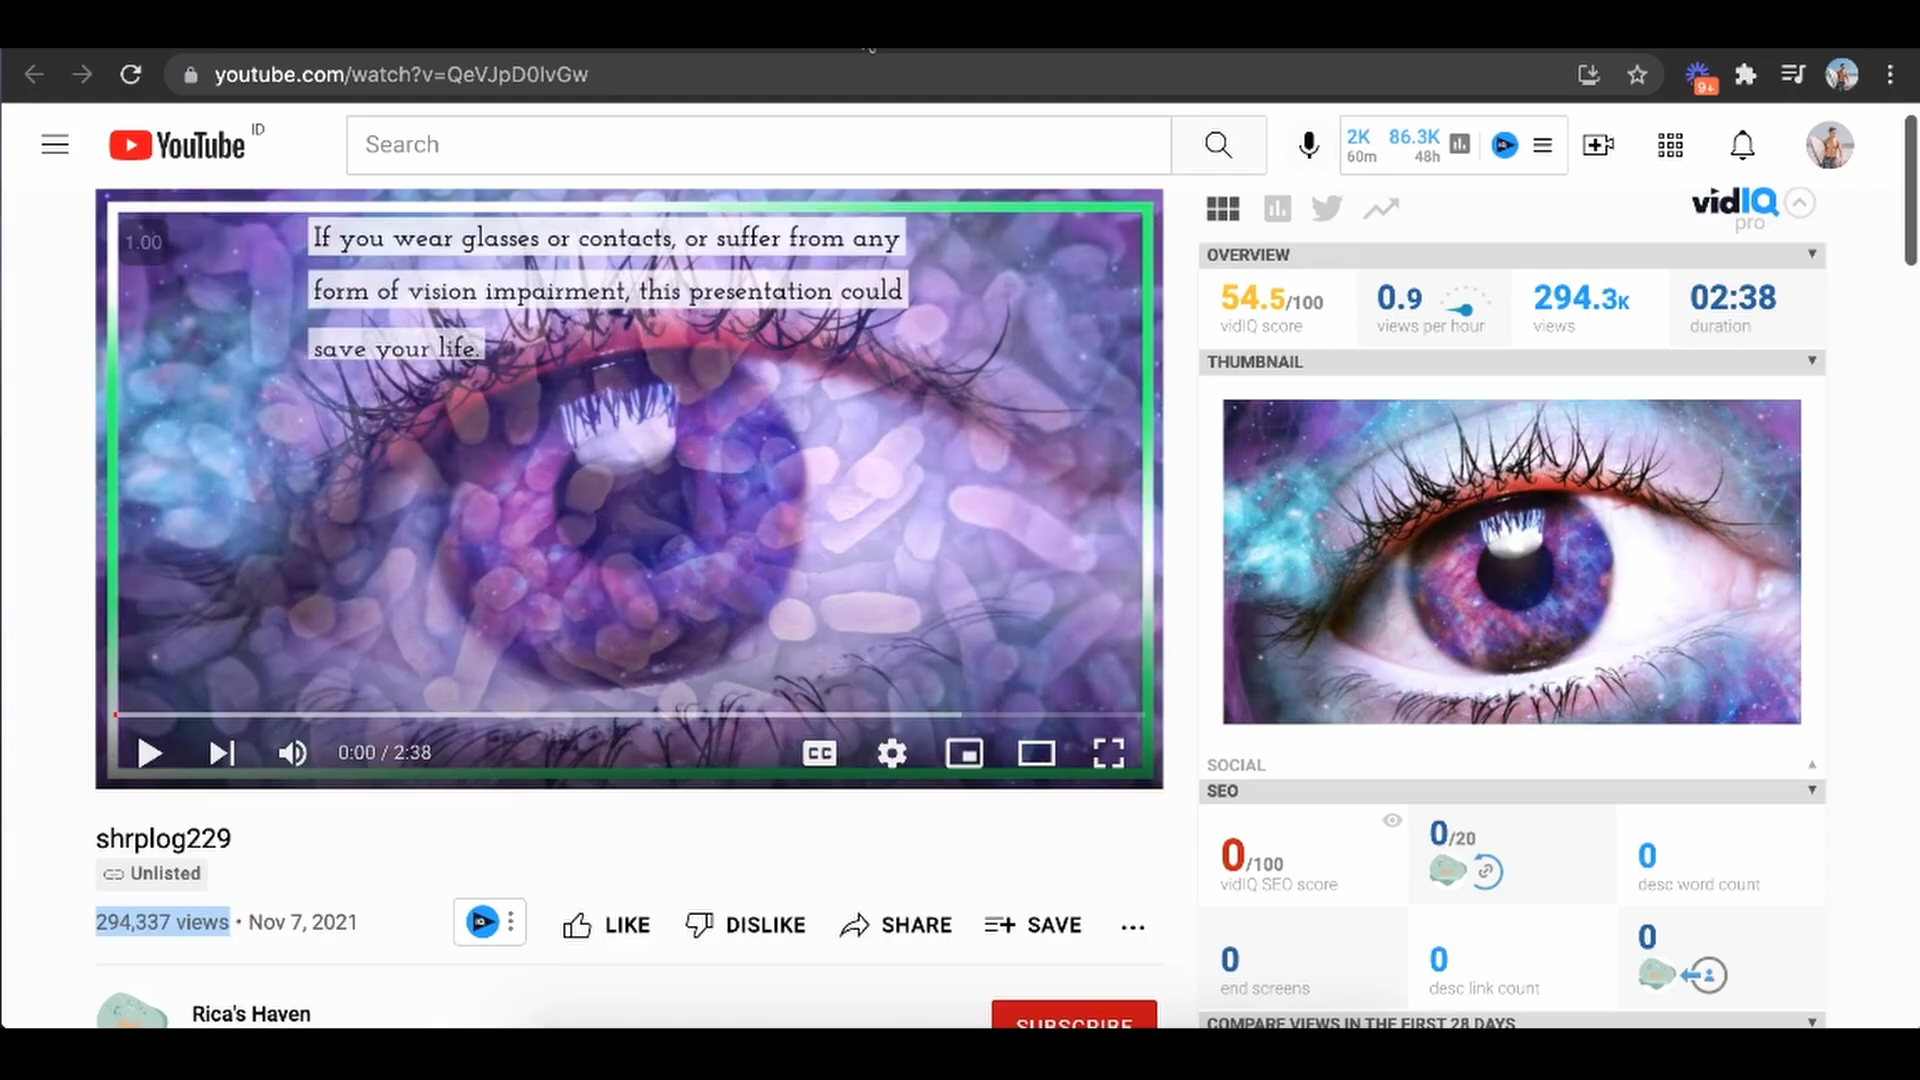 youtube.com/watch?v=QeVJpD0lvGw
9+
YouTube ID
Search
2K 86.3K
60m 48h
1.00
If you wear glasses or contacts, or suffer from any
form of vision impairment, this presentation could
save your life.
CC
0:00 / 2:38
shrplog229
Unlisted
294,337 views • Nov 7, 2021
LIKE
DISLIKE
SHARE
SAVE
Rica's Haven
SUBSCRIBE
vidIQ
pro
OVERVIEW
54.5/100
vidIQ score
0.9
views per hour
294.3K
views
02:38
duration
THUMBNAIL
SOCIAL
SEO
0/100
vidIQ SEO score
0/20
0
desc word count
0
end screens
0
desc link count
0
COMPARE VIEWS IN THE FIRST 28 DAYS